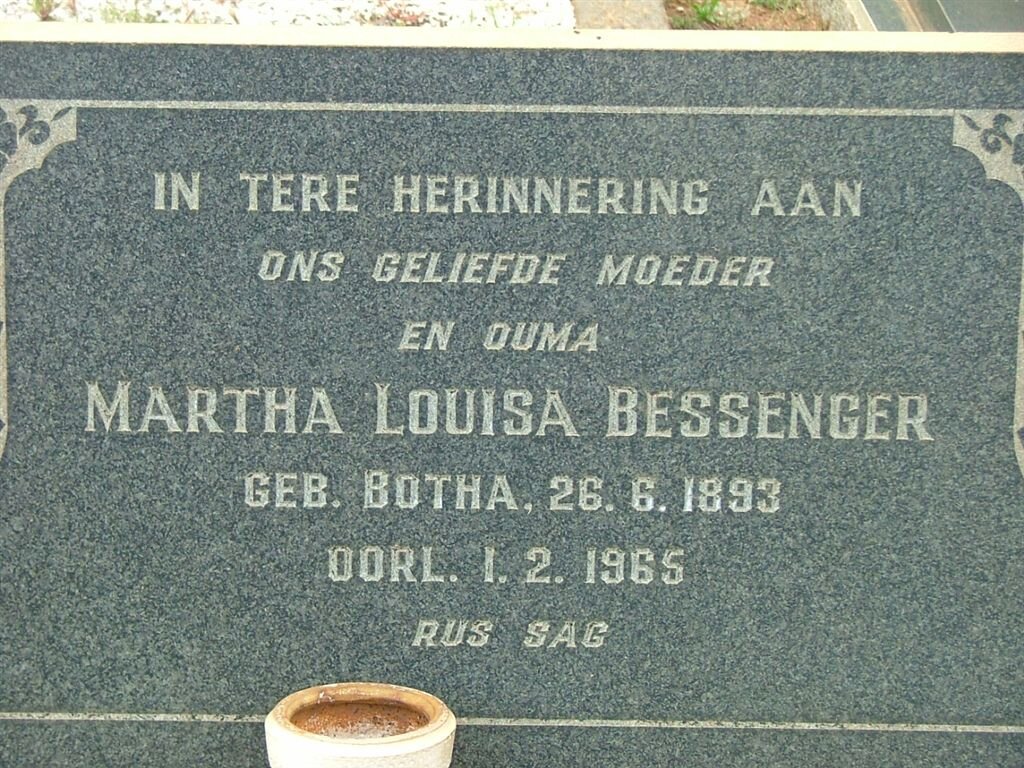 IN TERE HERINNERING AAN
ONS GELIEFDE MOEDER
EN OUMA
MARTHA LOUISA BESSENGER
GEB. BOTHA, 26. 6. 1893
OORL. 1. 2. 1965
RUS SAG